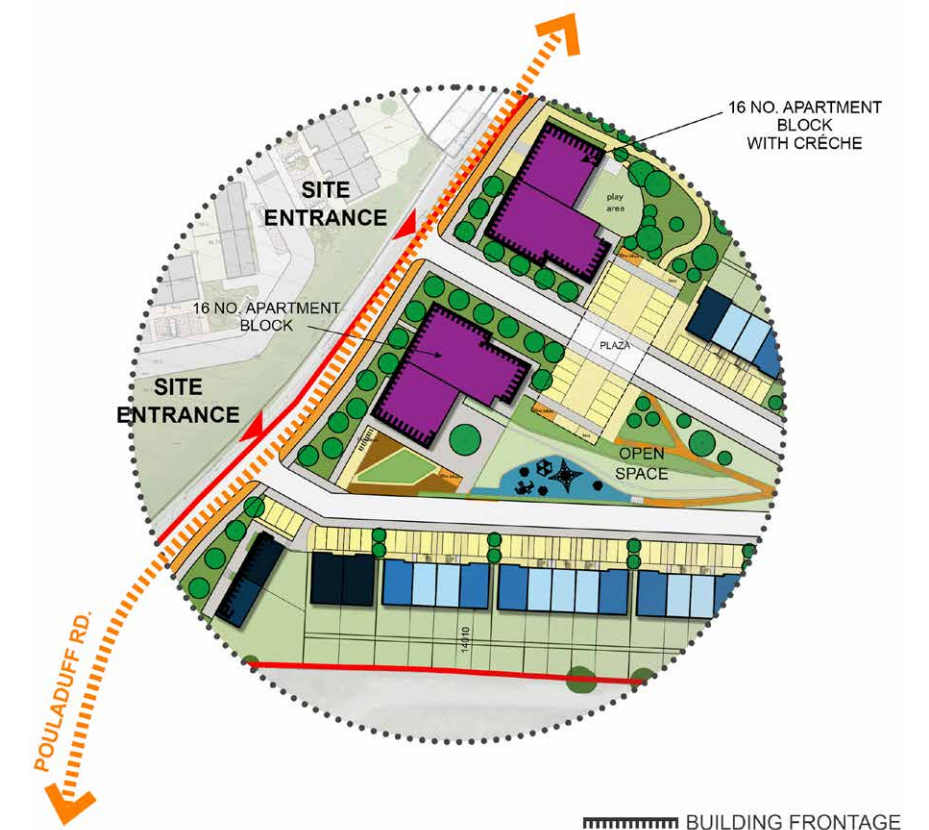 16 NO. APARTMENT
BLOCK
WITH CRÉCHE
SITE
ENTRANCE
play
area
16 NO. APARTMENT
BLOCK
PLAZA
SITE
ENTRANCE
OPEN
SPACE
14010
POULADUFF RD.
BUILDING FRONTAGE